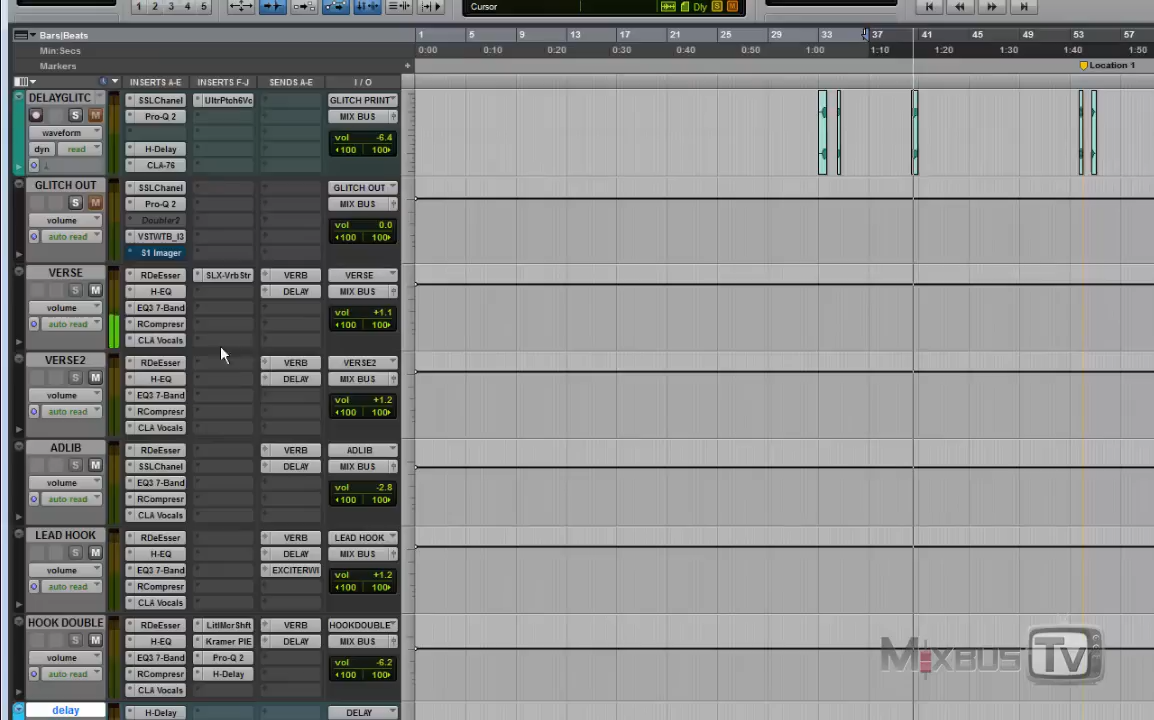 1 2 3 4 5 Cursor Dly S M
Bars|Beats 1 5 9 13 17 21 25 29 33 37 41 45 49 53 57
Min:Secs 0:00 0:10 0:20 0:30 0:40 0:50 1:00 1:10 1:20 1:30 1:40 1:50
Markers + Location 1
INSERTS A-E INSERTS F-J SENDS A-E I / O
DELAYGLITC SSLChanel UltrPtch6Vc GLITCH PRINT
S M Pro-Q 2 MIX BUS
waveform vol -6.4
dyn read H-Delay 100 100
CLA-76
GLITCH OUT SSLChanel GLITCH OUT
S M Pro-Q 2 MIX BUS
volume Doubler2 vol 0.0
auto read VSTWTB_I3 100 100
S1 Imager
VERSE RDeEsser SLX-VrbStr VERB VERSE
S M H-EQ DELAY MIX BUS
volume EQ3 7-Band vol +1.1
auto read RCompresr 100 100
CLA Vocals
VERSE2 RDeEsser VERB VERSE2
S M H-EQ DELAY MIX BUS
volume EQ3 7-Band vol +1.2
auto read RCompresr 100 100
CLA Vocals
ADLIB RDeEsser VERB ADLIB
S M SSLChanel DELAY MIX BUS
volume EQ3 7-Band vol -2.8
auto read RCompresr 100 100
CLA Vocals
LEAD HOOK RDeEsser VERB LEAD HOOK
S M H-EQ DELAY MIX BUS
volume EQ3 7-Band EXCITERWI vol +1.2
auto read RCompresr 100 100
CLA Vocals
HOOK DOUBLE RDeEsser LitlMorShft VERB HOOKDOUBLE
S M H-EQ Kramer PIE DELAY MIX BUS
volume EQ3 7-Band Pro-Q 2 vol -6.2
auto read RCompresr H-Delay 100 100
CLA Vocals
MIXBUS TV
delay H-Delay DELAY